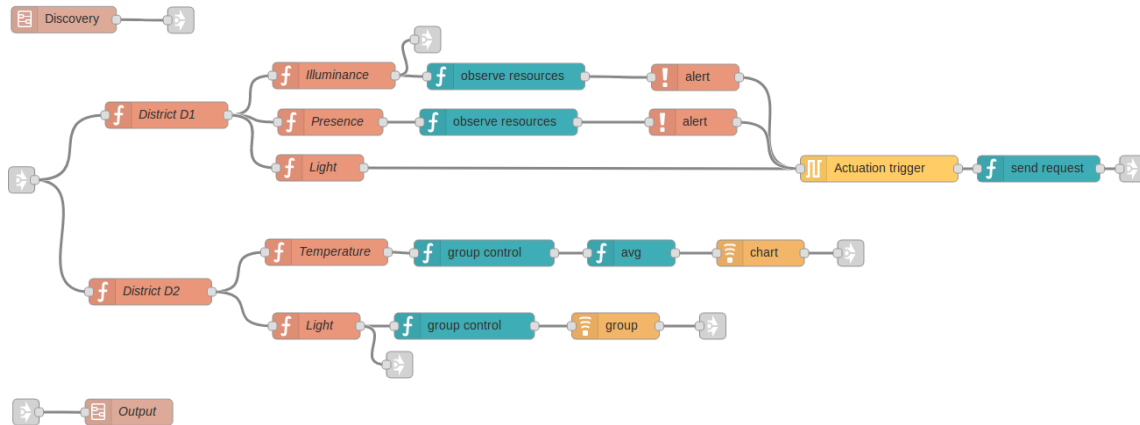 Discovery
Illuminance
observe resources
alert
District D1
Presence
observe resources
alert
Light
Actuation trigger
send request
Temperature
group control
avg
chart
District D2
Light
group control
group
Output